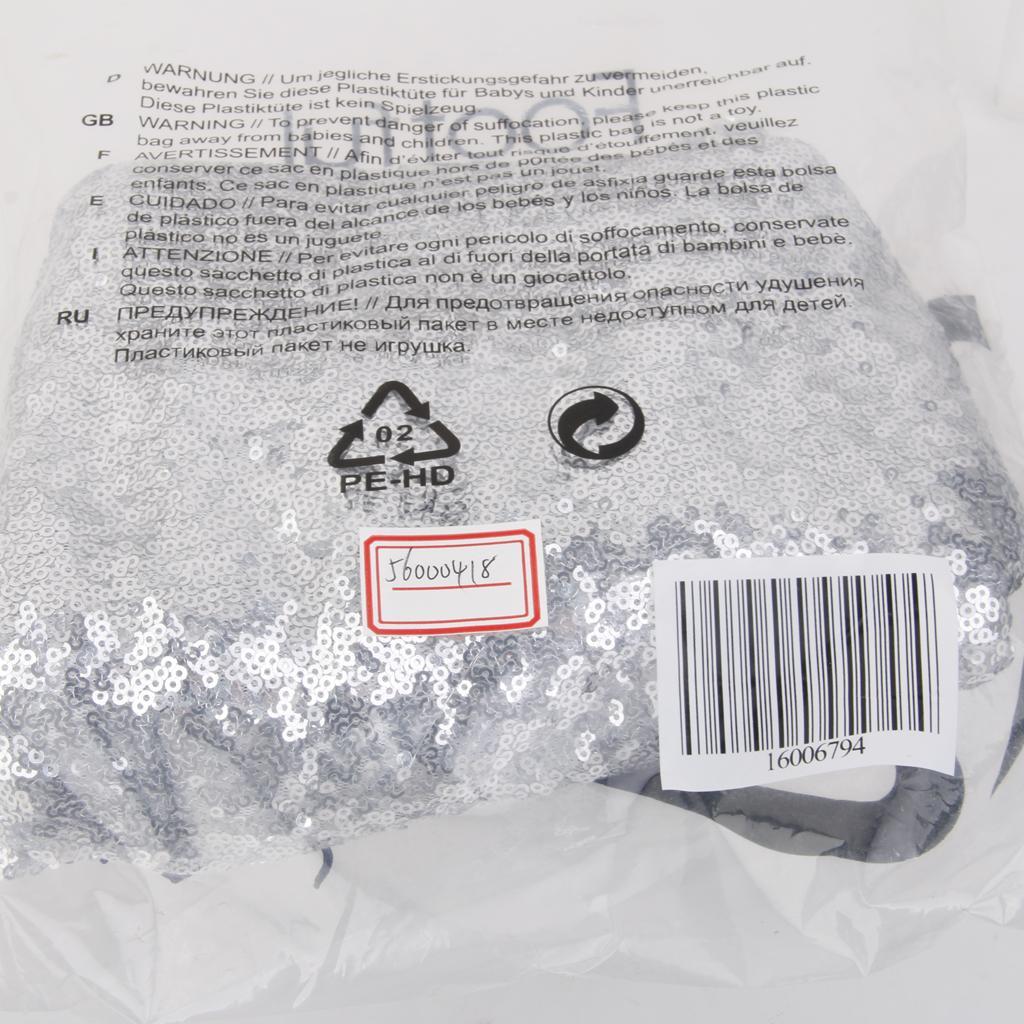 D WARNUNG // Um jegliche Erstickungsgefahr zu vermeiden,
bewahren Sie diese Plastiktüte für Babys und Kinder unerreichbar auf.
Diese Plastiktüte ist kein Spielzeug.
GB WARNING // To prevent danger of suffocation, please keep this plastic
bag away from babies and children. This plastic bag is not a toy.
F AVERTISSEMENT // Afin d'éviter tout risque d'étouffement, veuillez
conserver ce sac en plastique hors de portée des bébés et des
enfants. Ce sac en plastique n'est pas un jouet.
E CUIDADO // Para evitar cualquier peligro de asfixia guarde esta bolsa
de plástico fuera del alcance de los bebés y los niños. La bolsa de
plástico no es un juguete.
I ATTENZIONE // Per evitare ogni pericolo di soffocamento, conservate
questo sacchetto di plastica al di fuori della portata di bambini e bebè.
Questo sacchetto di plastica non è un giocattolo.
RU ПРЕДУПРЕЖДЕНИЕ! // Для предотвращения опасности удушения
храните этот пластиковый пакет в месте недоступном для детей.
Пластиковый пакет не игрушка.
02
PE-HD
56000418
16006794